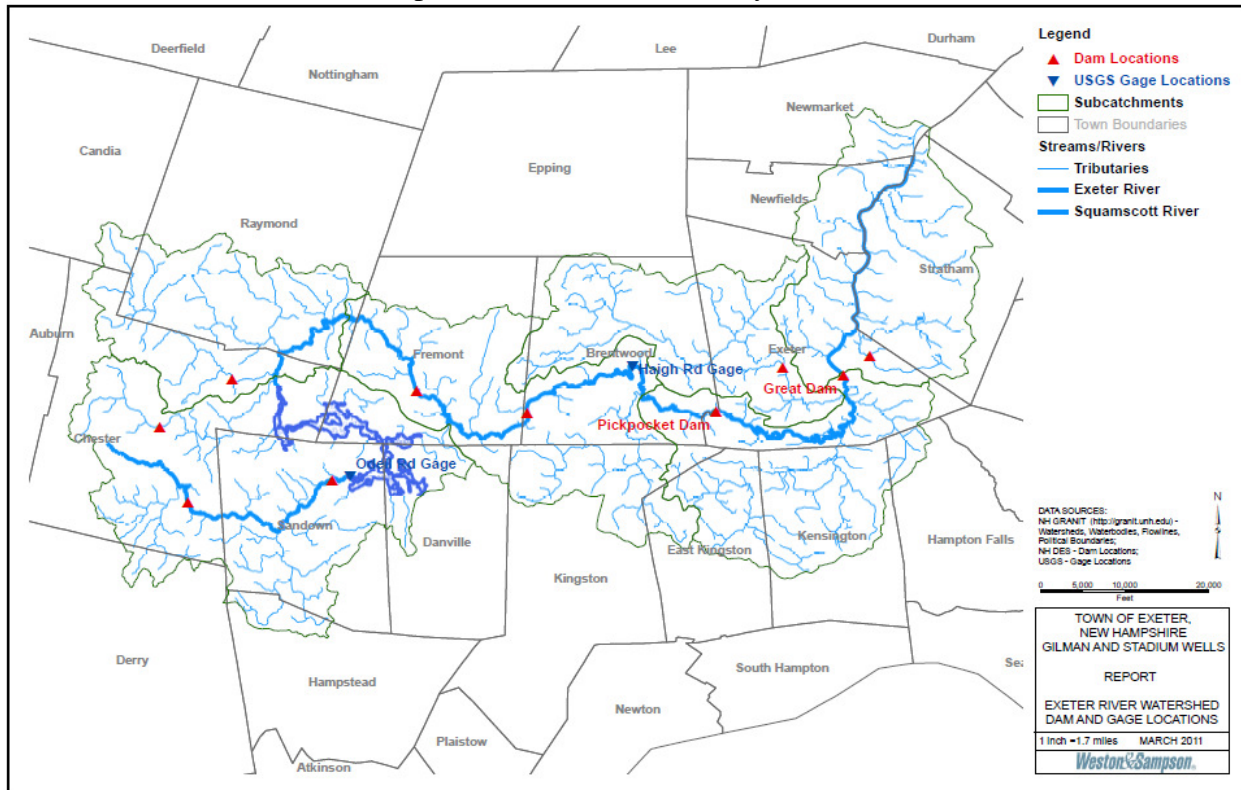 Deerfield
Nottingham
Lee
Durham
Newmarket
Candia
Epping
Newfields
Raymond
Stratham
Auburn
Fremont
Brentwood
Haigh Rd Gage
Exeter
Great Dam
Pickpocket Dam
Chester
Odell Rd Gage
Sandown
Danville
East Kingston
Kensington
Hampton Falls
Kingston
Derry
Hampstead
South Hampton
Sea
Newton
Plaistow
Atkinson
Legend
Dam Locations
USGS Gage Locations
Subcatchments
Town Boundaries
Streams/Rivers
Tributaries
Exeter River
Squamscott River
N
DATA SOURCES:
NH GRANIT (http://granit.unh.edu) -
Watersheds, Waterbodies, Flowlines,
Political Boundaries;
NH DES - Dam Locations;
USGS - Gage Locations
0 5,000 10,000 20,000
Feet
TOWN OF EXETER,
NEW HAMPSHIRE
GILMAN AND STADIUM WELLS
REPORT
EXETER RIVER WATERSHED
DAM AND GAGE LOCATIONS
1 inch =1.7 miles MARCH 2011
Weston&Sampson.